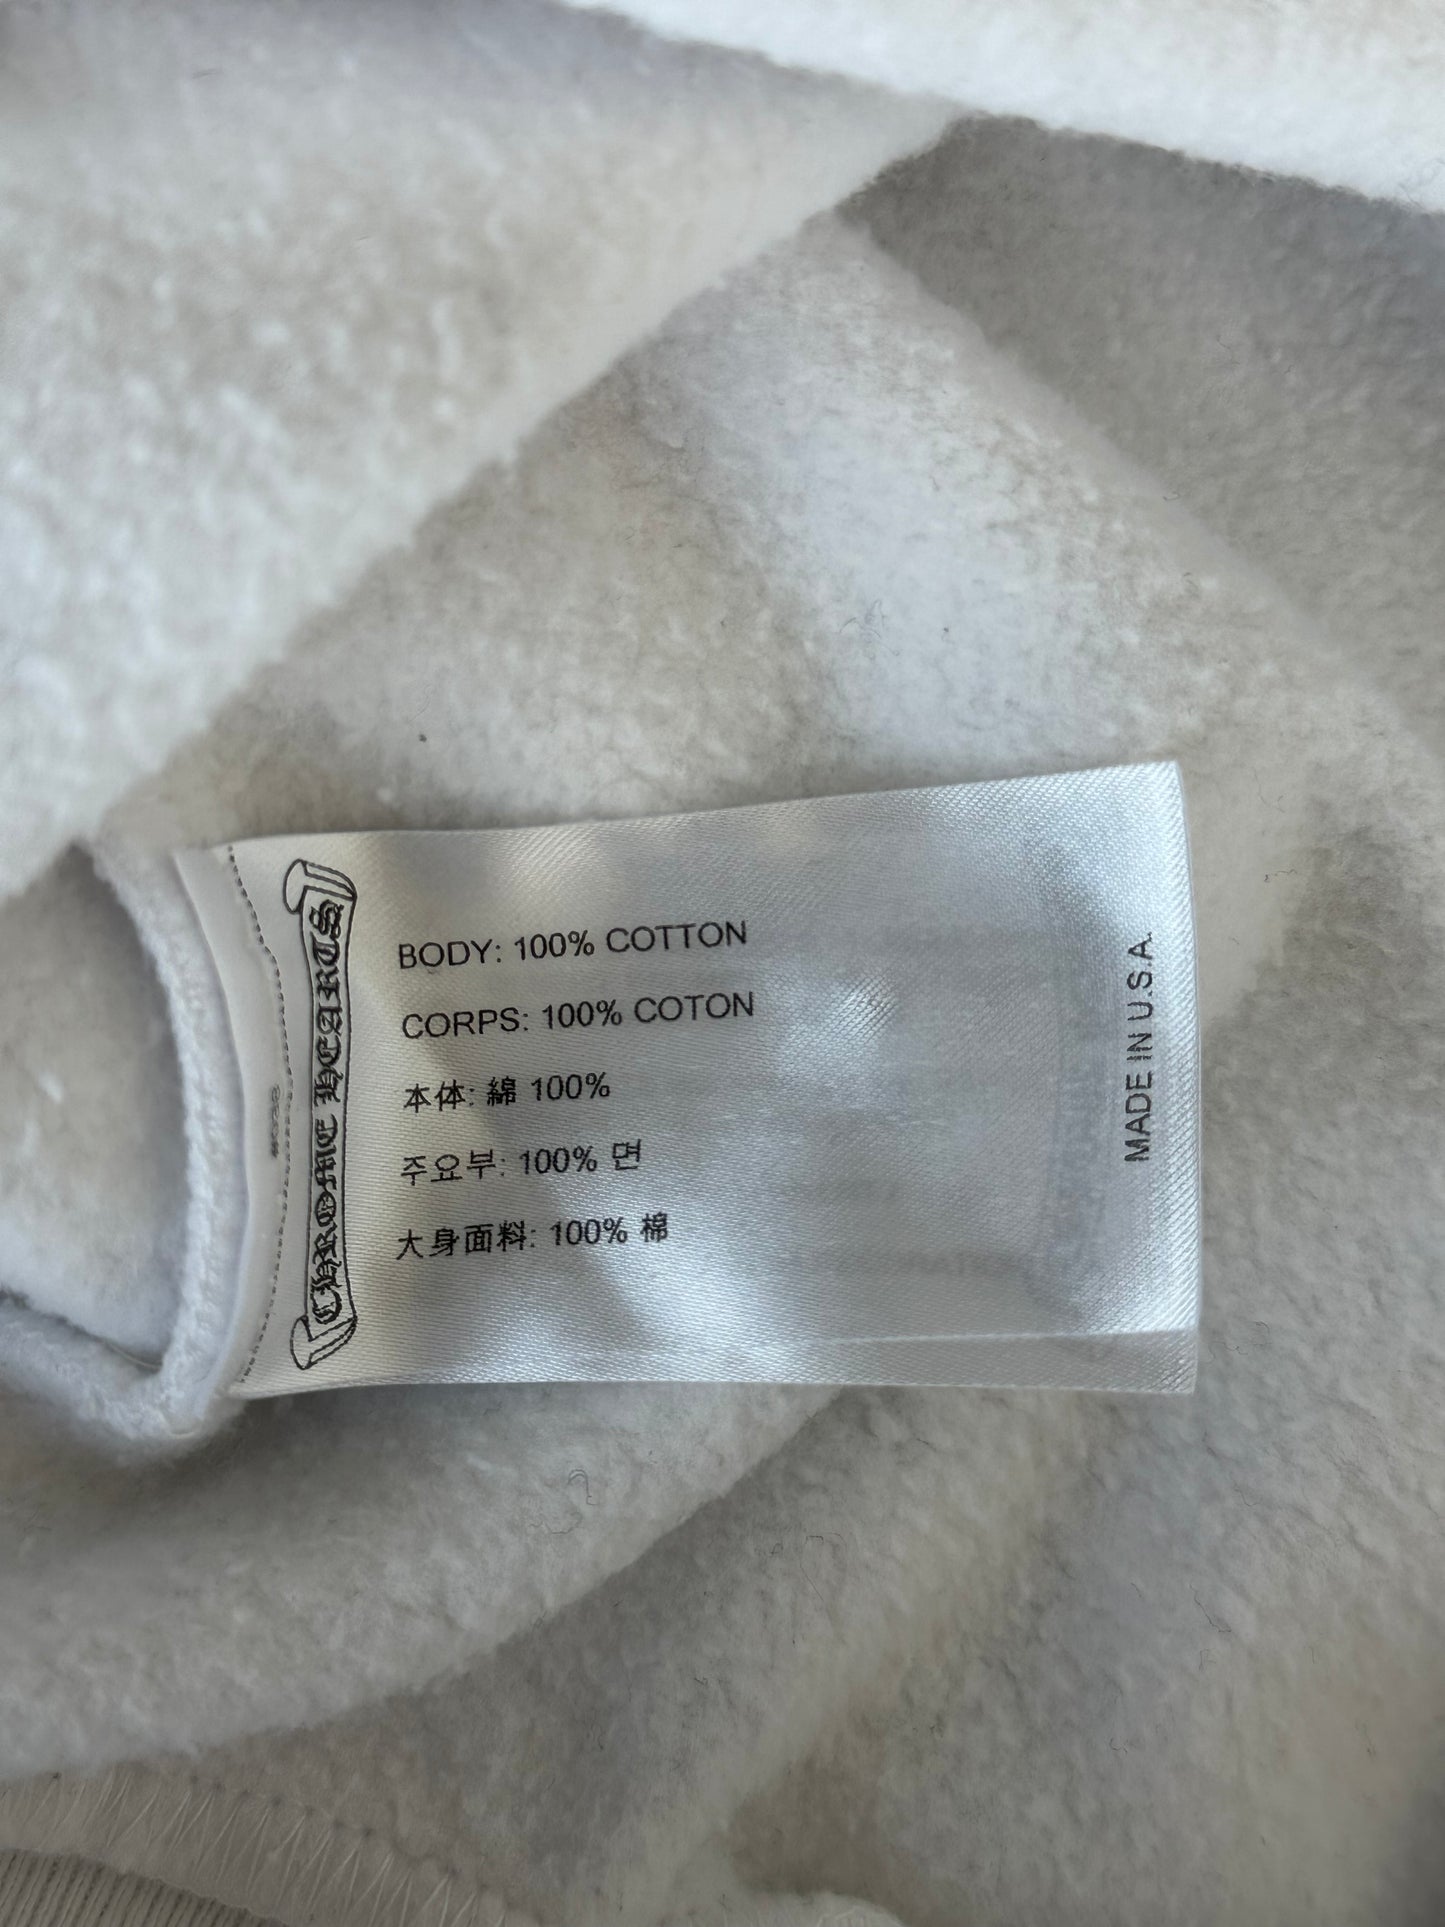 CHROME HEARTS
BODY: 100% COTTON
CORPS: 100% COTON
本体: 綿 100%
주요부: 100% 면
大身面料: 100% 棉
MADE IN U.S.A.